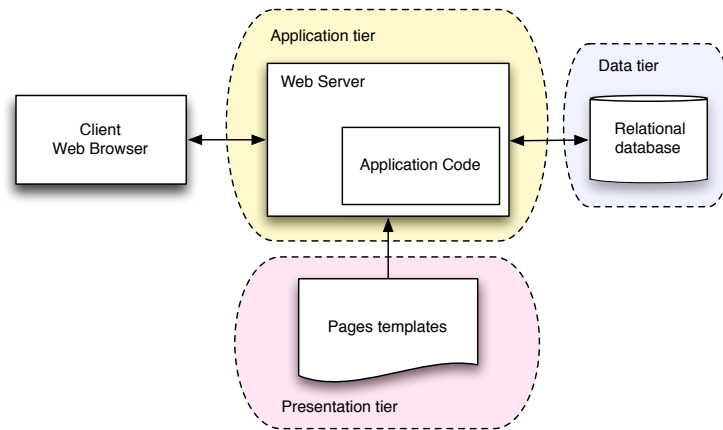 Application tier
Web Server
Data tier
Client
Web Browser
Relational
database
Application Code
Pages templates
Presentation tier